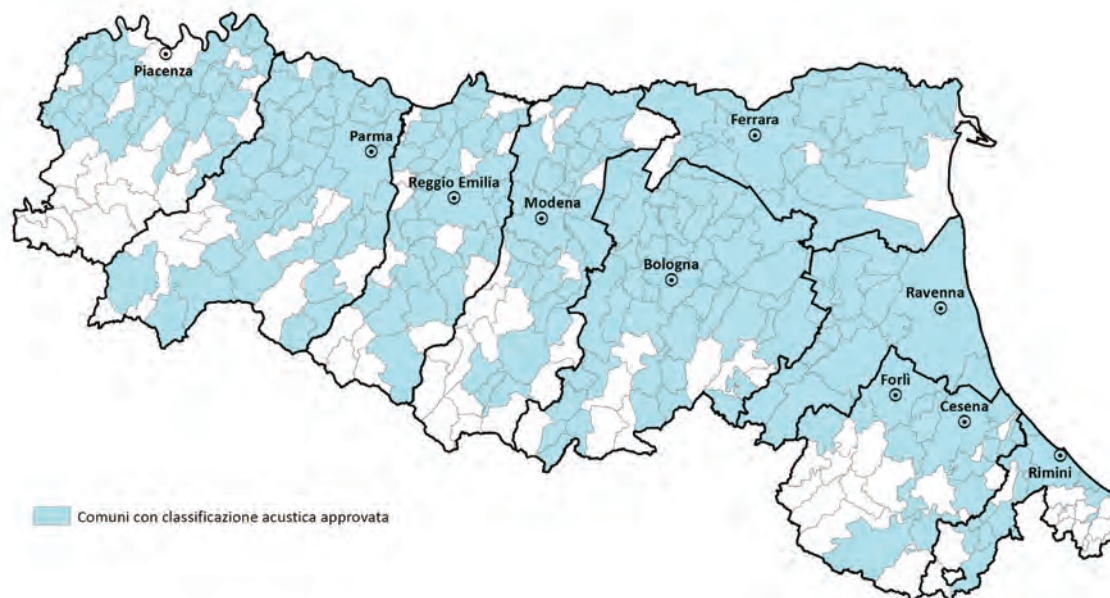 Piacenza
Parma
Ferrara
Reggio Emilia
Modena
Bologna
Ravenna
Forlì
Cesena
Rimini
Comuni con classificazione acustica approvata